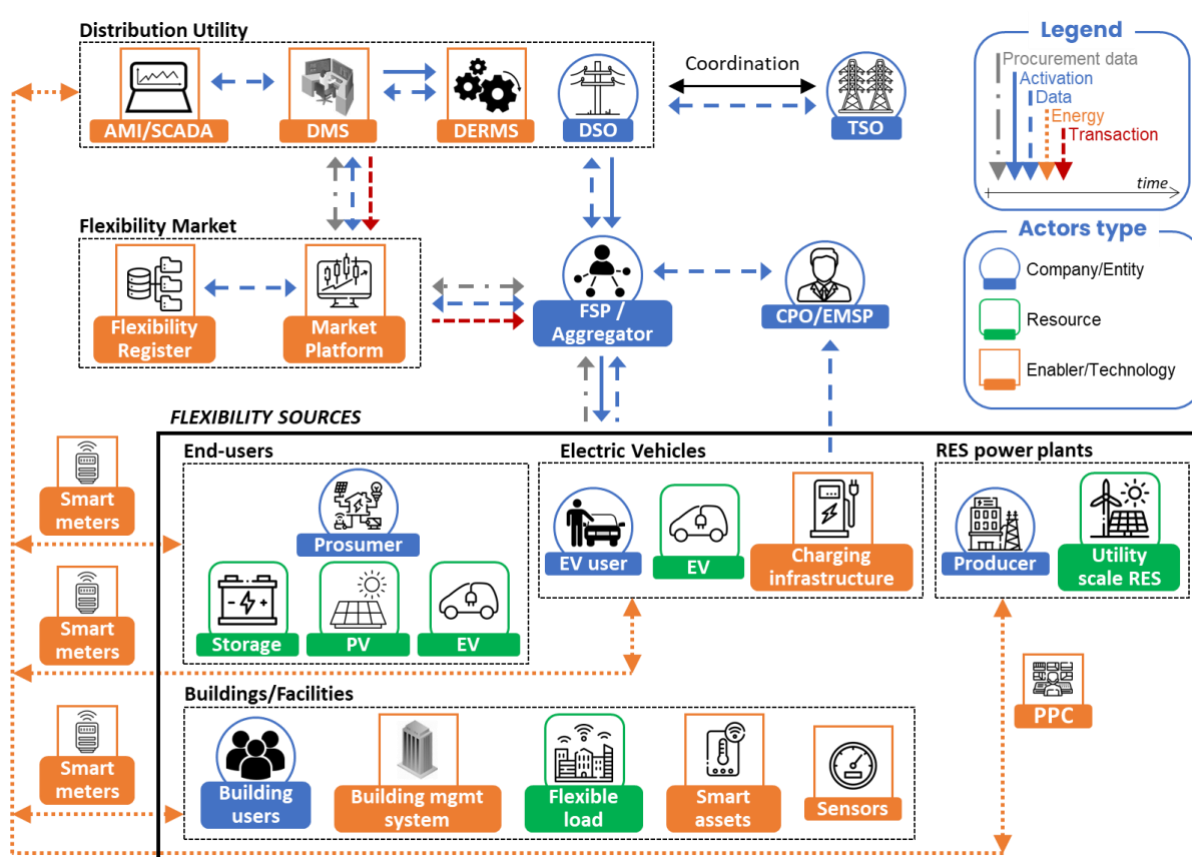 Distribution Utility
AMI/SCADA
DMS
DERMS
DSO
Coordination
TSO
Legend
Procurement data
Activation
Data
Energy
Transaction
time
Flexibility Market
Flexibility
Register
Market
Platform
FSP /
Aggregator
CPO/EMSP
Actors type
Company/Entity
Resource
Enabler/Technology
FLEXIBILITY SOURCES
Smart
meters
Smart
meters
Smart
meters
End-users
Prosumer
Storage
PV
EV
Electric Vehicles
EV user
EV
Charging
infrastructure
RES power plants
Producer
Utility
scale RES
PPC
Buildings/Facilities
Building
users
Building mgmt
system
Flexible
load
Smart
assets
Sensors